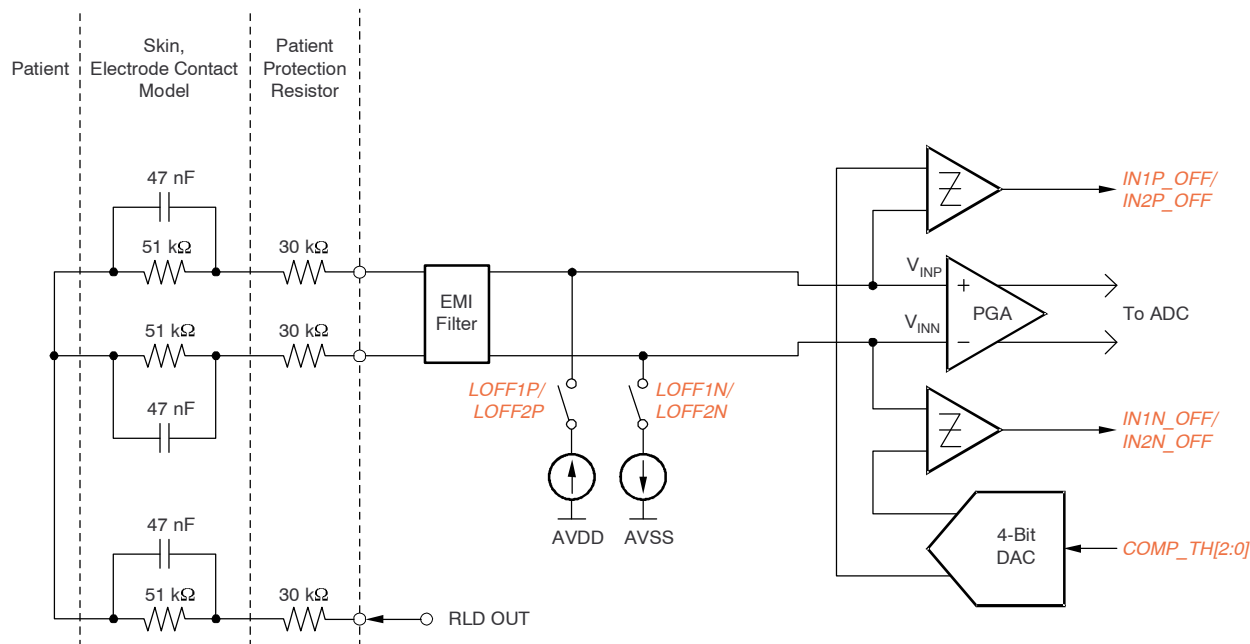 Patient
Skin,
Electrode Contact
Model
Patient
Protection
Resistor
47 nF
51 kΩ
30 kΩ
51 kΩ
30 kΩ
47 nF
47 nF
51 kΩ
30 kΩ
RLD OUT
EMI
Filter
LOFF1P/
LOFF2P
LOFF1N/
LOFF2N
AVDD
AVSS
VINP
VINN
+
−
PGA
To ADC
IN1P_OFF/
IN2P_OFF
IN1N_OFF/
IN2N_OFF
4-Bit
DAC
COMP_TH[2:0]